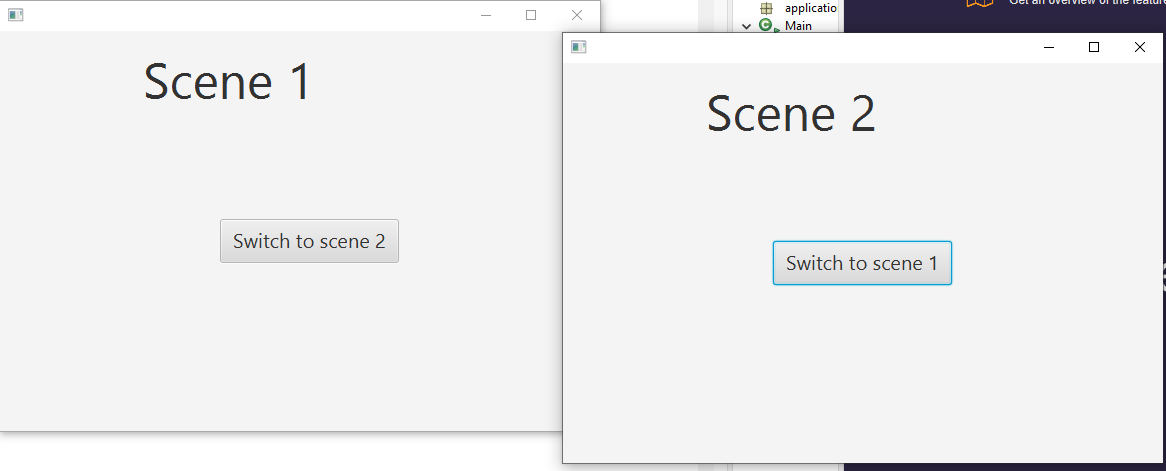 applicatio
Main
Get an overview of the feature
Scene 1
Switch to scene 2
Scene 2
Switch to scene 1